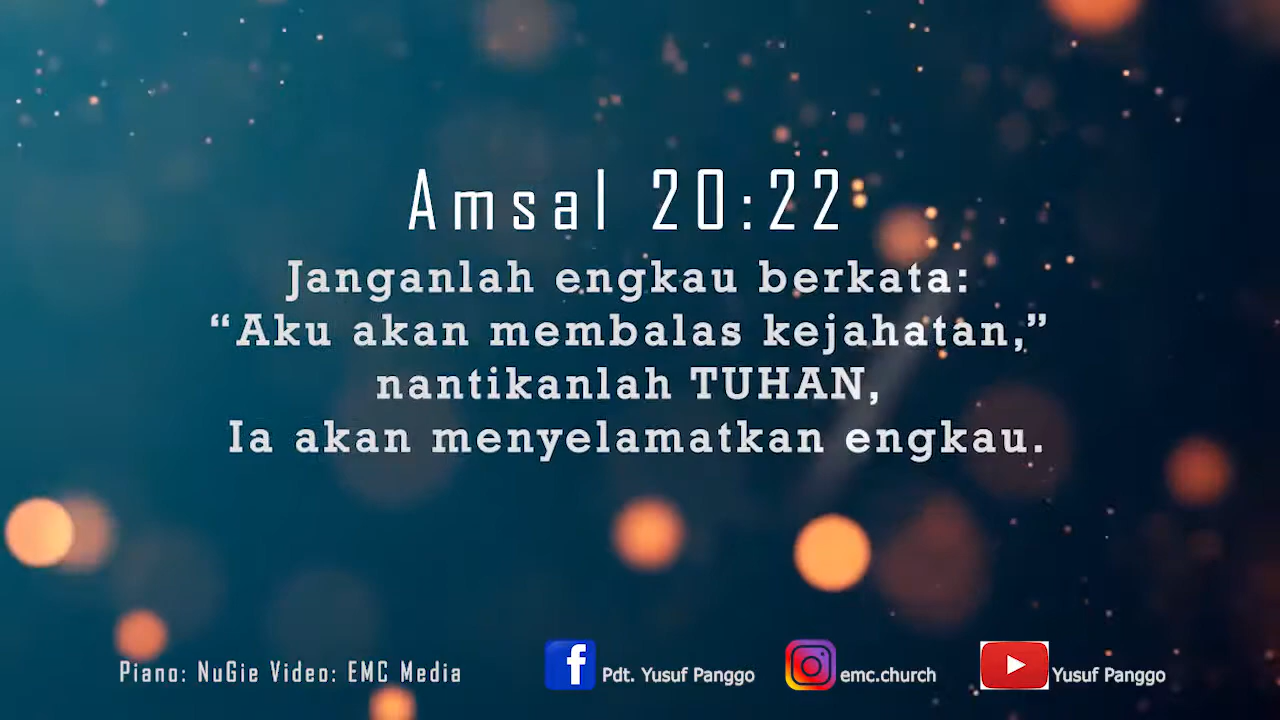 Amsal 20:22
Janganlah engkau berkata:
“Aku akan membalas kejahatan,”
nantikanlah TUHAN,
Ia akan menyelamatkan engkau.
Piano: NuGie Video: EMC Media
Pdt. Yusuf Panggo
emc.church
Yusuf Panggo